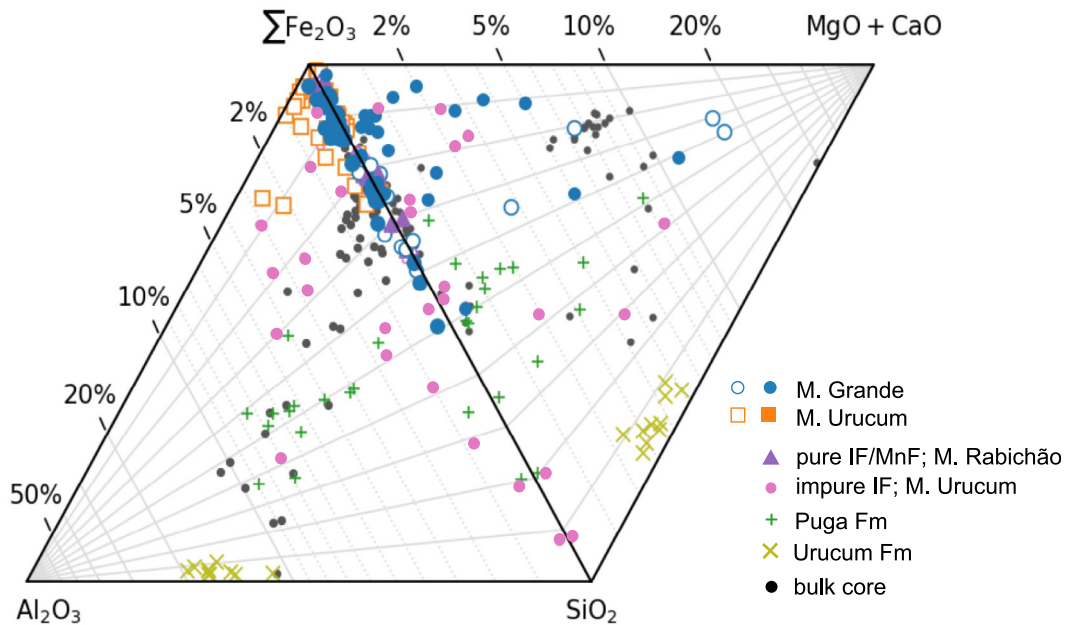 ∑Fe₂O₃ 2% 5% 10% 20% MgO + CaO
2%
5%
10%
20%
50%
Al₂O₃ SiO₂
M. Grande
M. Urucum
pure IF/MnF; M. Rabichão
impure IF; M. Urucum
Puga Fm
Urucum Fm
bulk core